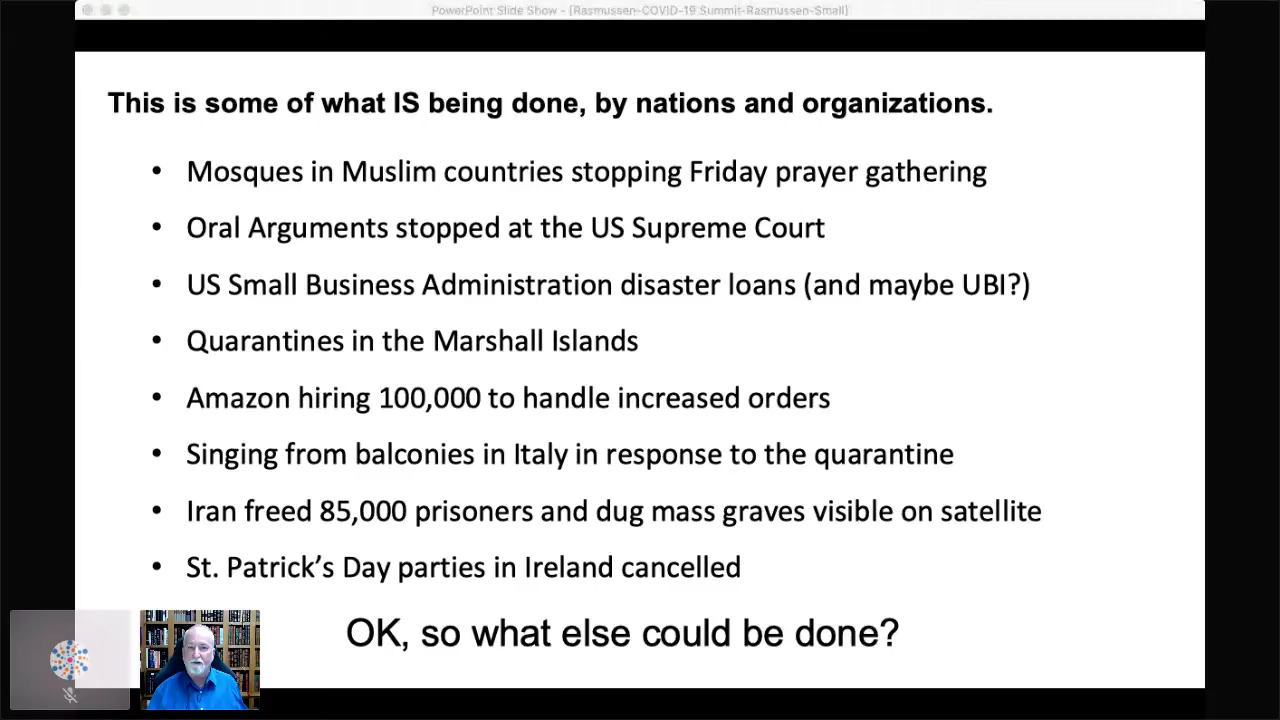 PowerPoint Slide Show - [Rasmussen-COVID-19 Summit-Rasmussen-Small]
This is some of what IS being done, by nations and organizations.
• Mosques in Muslim countries stopping Friday prayer gathering
• Oral Arguments stopped at the US Supreme Court
• US Small Business Administration disaster loans (and maybe UBI?)
• Quarantines in the Marshall Islands
• Amazon hiring 100,000 to handle increased orders
• Singing from balconies in Italy in response to the quarantine
• Iran freed 85,000 prisoners and dug mass graves visible on satellite
• St. Patrick’s Day parties in Ireland cancelled
OK, so what else could be done?